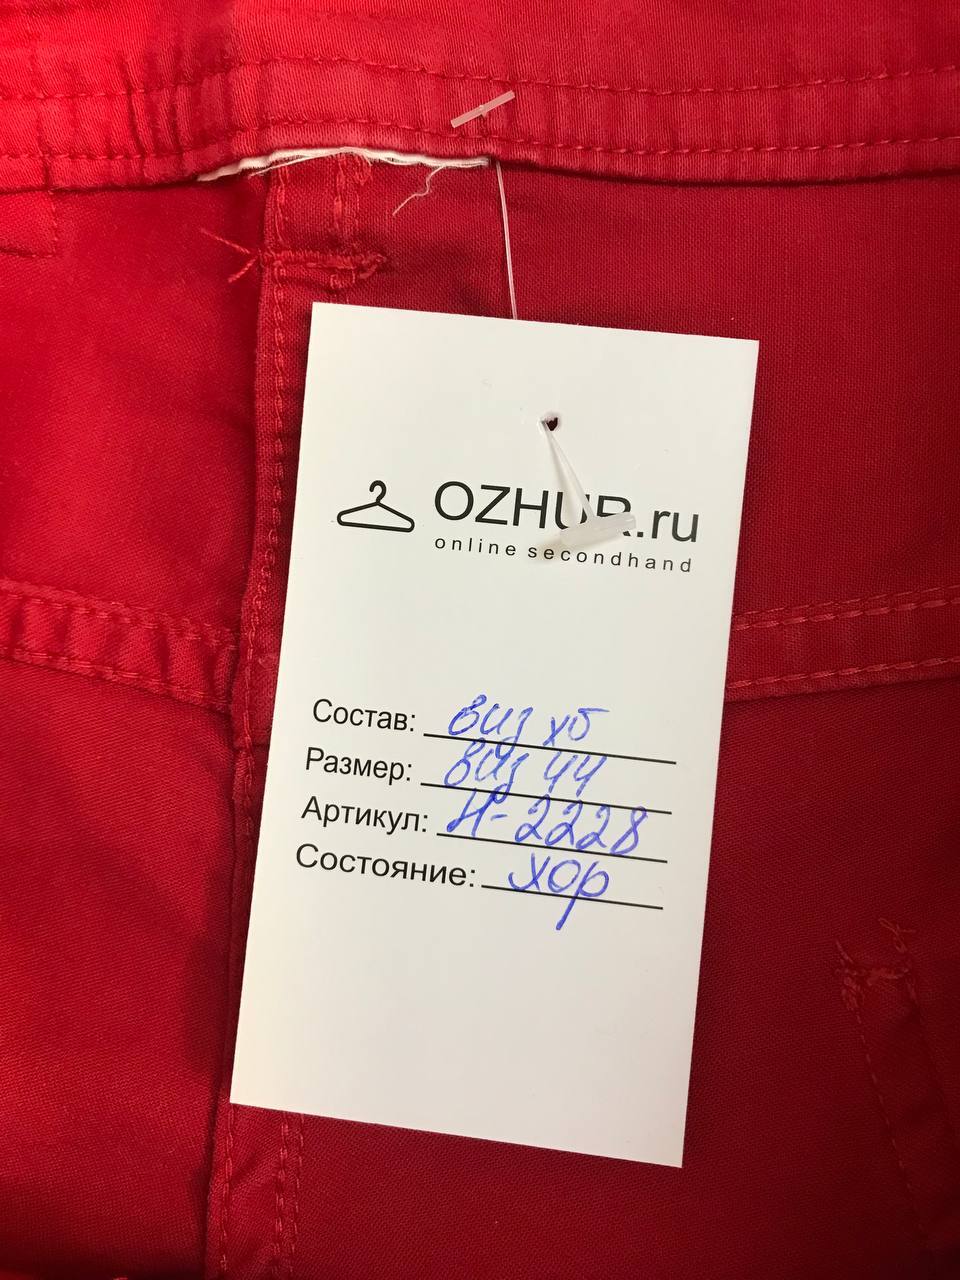 OZHUR.ru
online secondhand
Состав: виз хб
Размер: виз 44
Артикул: Н-2228
Состояние: хор